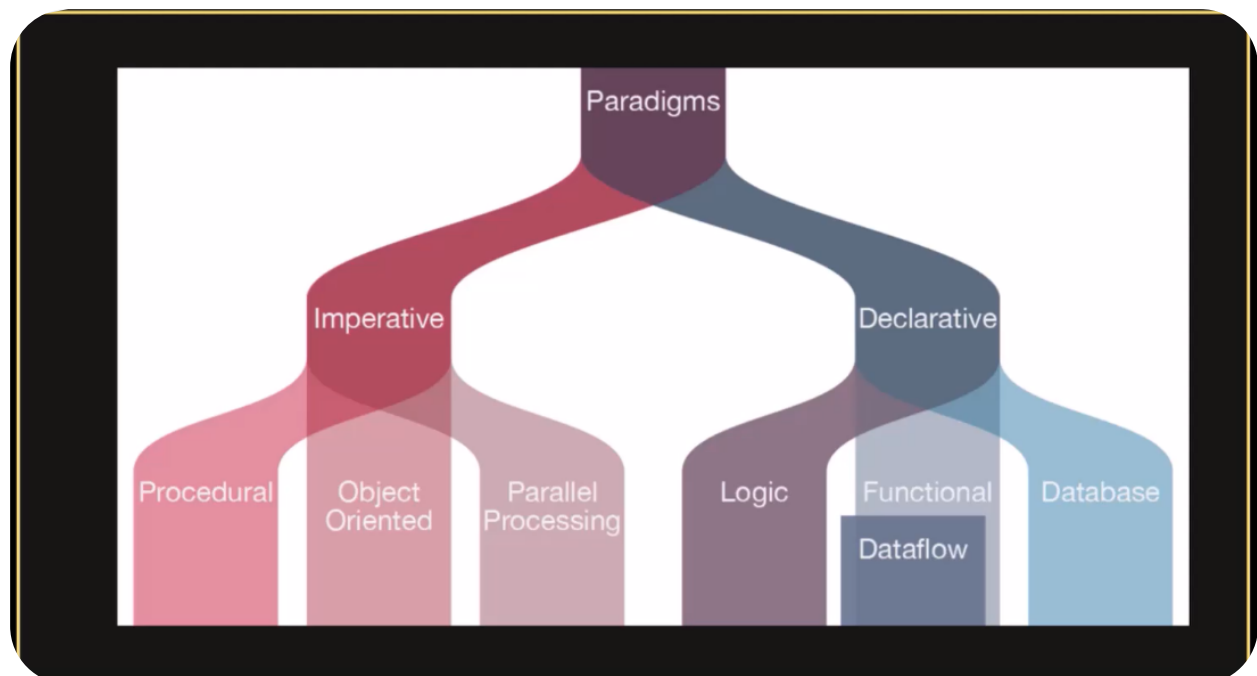 Paradigms
Imperative
Declarative
Procedural
Object
Oriented
Parallel
Processing
Logic
Functional
Dataflow
Database